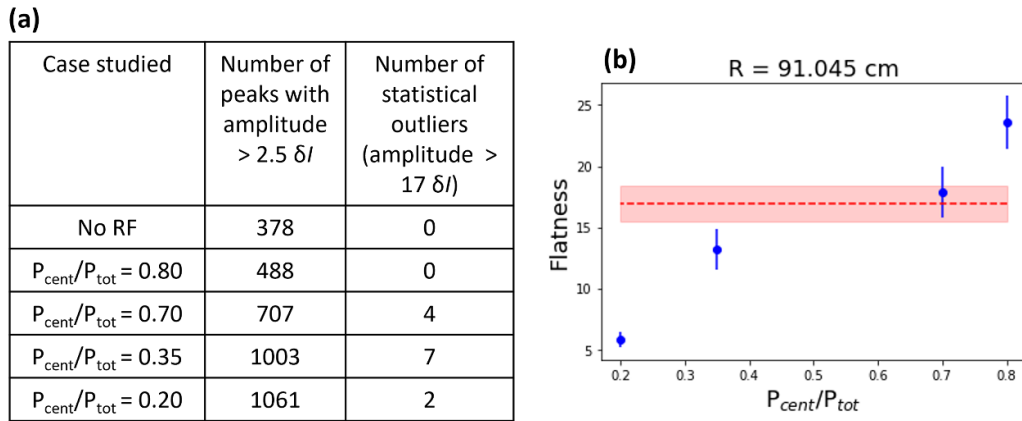 (a)
Case studied
Number of
peaks with
amplitude
> 2.5 δI
Number of
statistical
outliers
(amplitude >
17 δI)
No RF 378 0
Pcent/Ptot = 0.80 488 0
Pcent/Ptot = 0.70 707 4
Pcent/Ptot = 0.35 1003 7
Pcent/Ptot = 0.20 1061 2
(b)
R = 91.045 cm
Flatness
25
20
15
10
5
0.2 0.3 0.4 0.5 0.6 0.7 0.8
Pcent/Ptot